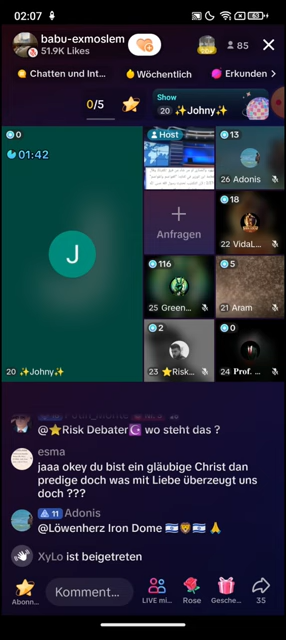 02:07
63
babu-exmoslem
51.9K Likes
85
Chatten und Int...
Wöchentlich
Erkunden >
0/5
Show
20 ✨Johny✨
0
01:42
J
20 ✨Johny✨
Host
13
26 Adonis
+
Anfragen
18
22 VidaL...
116
25 Green...
5
21 Aram
2
23 ⭐Risk...
0
24 Prof. ...
@⭐Risk Debater☪️ wo steht das ?
esma
jaaa okey du bist ein gläubige Christ dan
predige doch was mit Liebe überzeugt uns
doch ???
11 Adonis
@Löwenherz Iron Dome 🇮🇱🦁🇮🇱 🙏
XyLo ist beigetreten
Komment...
Abonn...
LIVE mi...
Rose
Gesche...
35